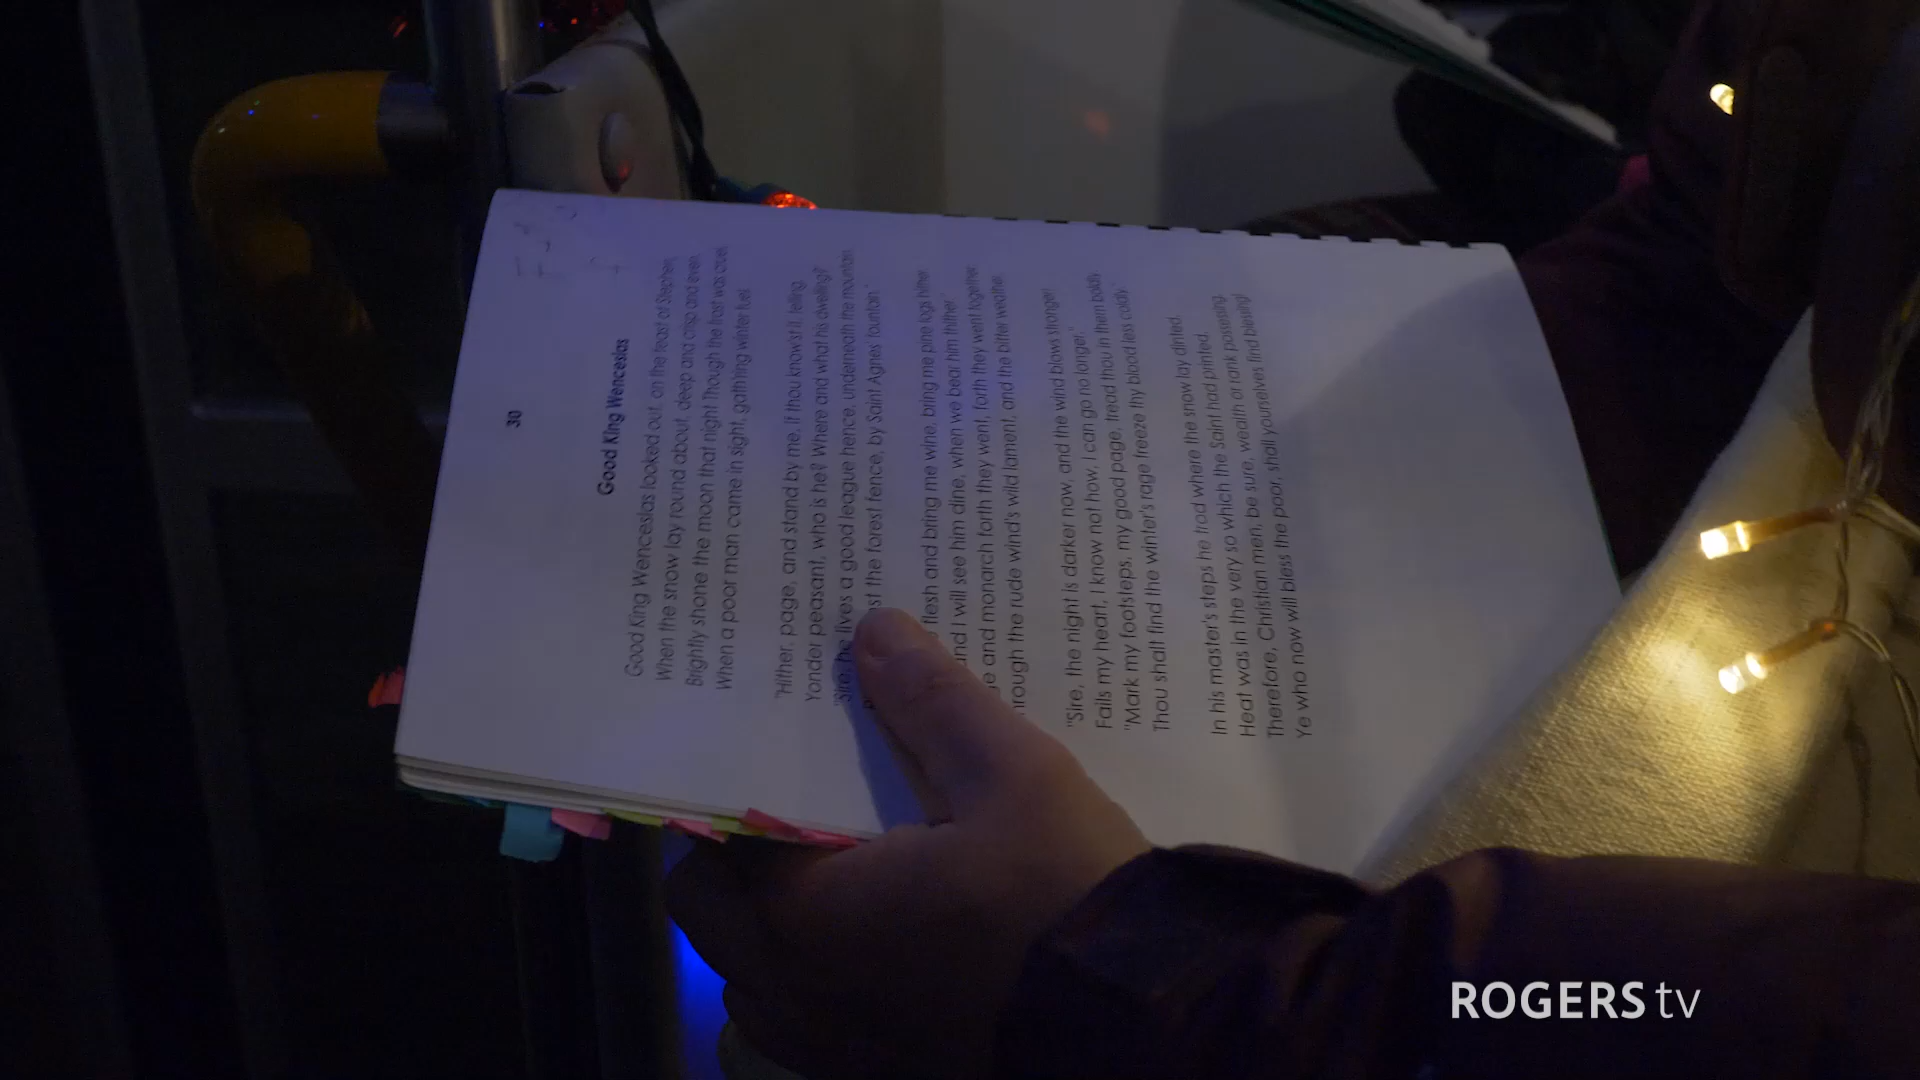 30
Good King Wenceslas
Good King Wenceslas looked out, on the feast of Stephen,
When the snow lay round about, deep and crisp and even.
Brightly shone the moon that night Though the frost was cruel,
When a poor man came in sight, gath'ring winter fuel.
"Hither, page, and stand by me, If thou know'st it, telling.
Yonder peasant, who is he? Where and what his dwelling?"
"Sire, he lives a good league hence, underneath the mountain
the forest fence, by Saint Agnes' fountain."
flesh and bring me wine, bring me pine logs hither
and I will see him dine, when we bear him thither."
and monarch forth they went, forth they went together
through the rude wind's wild lament, and the bitter weather.
"Sire, the night is darker now, and the wind blows stronger
Fails my heart, I know not how, I can go no longer."
"Mark my footsteps, my good page, tread thou in them boldly
Thou shalt find the winter's rage freeze thy blood less coldly."
In his master's steps he trod where the snow lay dinted.
Heat was in the very so which the Saint had printed.
Therefore, Christian men, be sure, wealth or rank possessing,
Ye who now will bless the poor, shall yourselves find blessing!
ROGERS tv